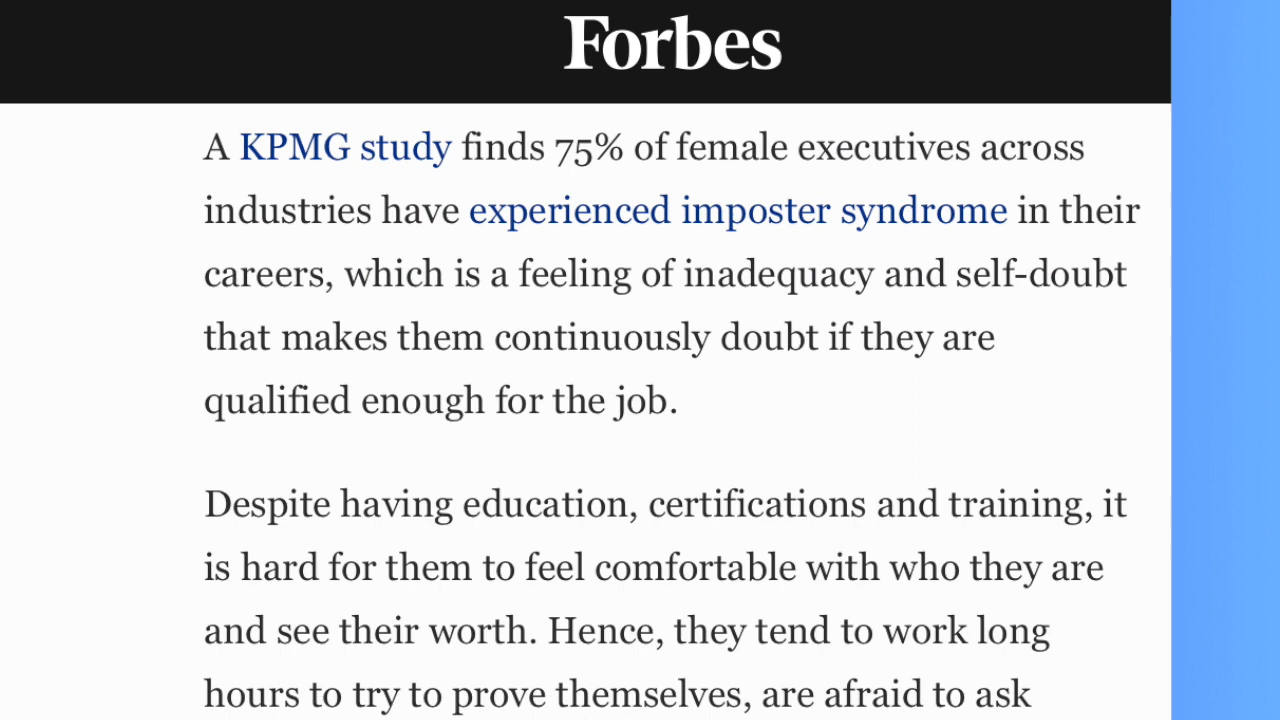 Forbes
A KPMG study finds 75% of female executives across
industries have experienced imposter syndrome in their
careers, which is a feeling of inadequacy and self-doubt
that makes them continuously doubt if they are
qualified enough for the job.
Despite having education, certifications and training, it
is hard for them to feel comfortable with who they are
and see their worth. Hence, they tend to work long
hours to try to prove themselves, are afraid to ask